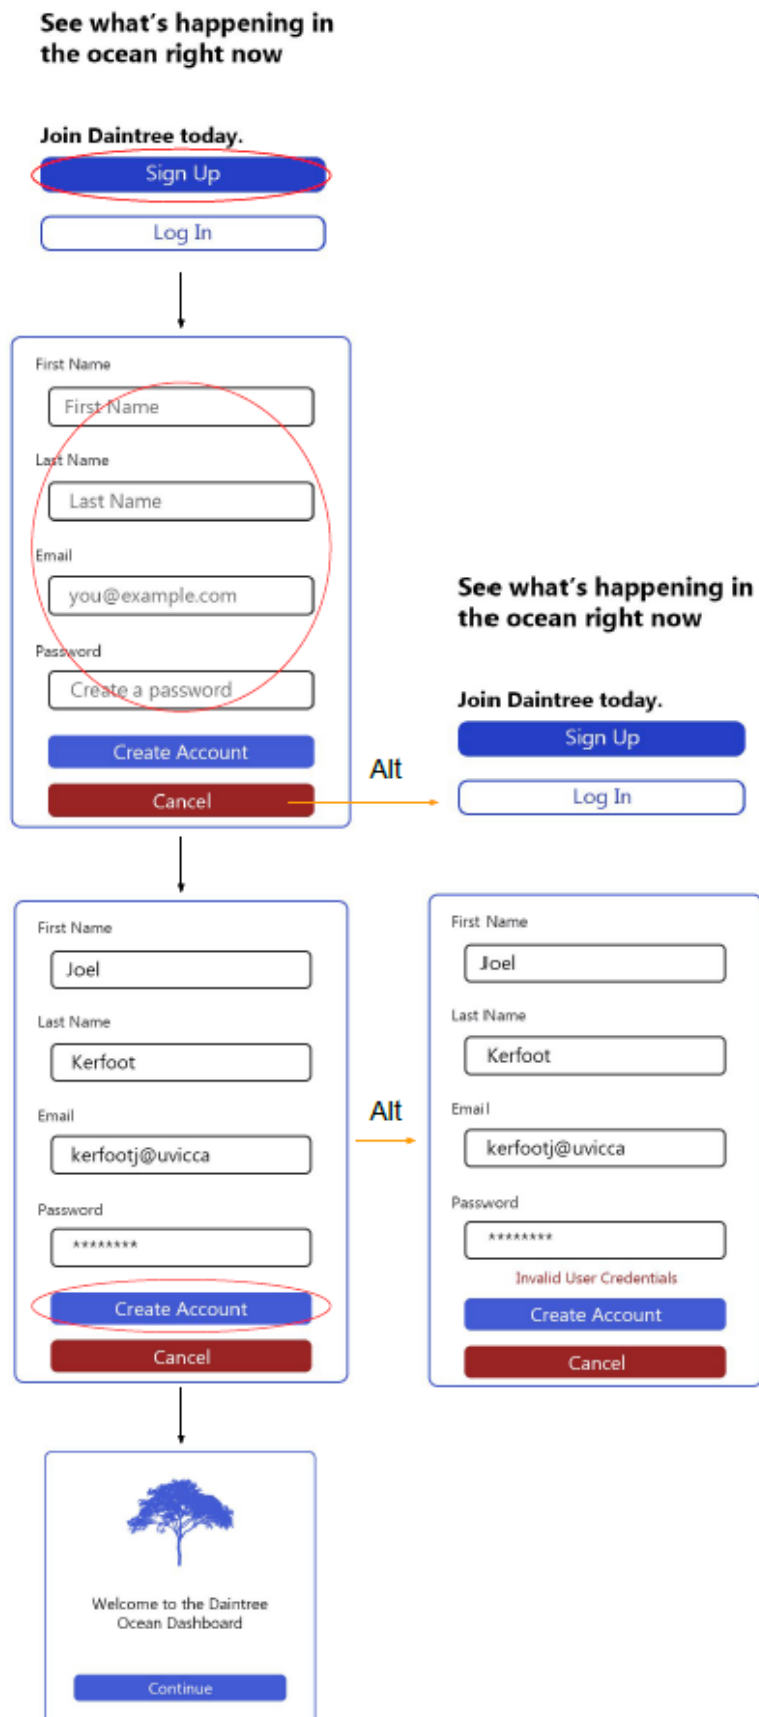 See what's happening in
the ocean right now
Join Daintree today.
Sign Up
Log In
First Name
First Name
Last Name
Last Name
Email
you@example.com
Password
Create a password
Create Account
Cancel
Alt
See what's happening in
the ocean right now
Join Daintree today.
Sign Up
Log In
First Name
Joel
Last Name
Kerfoot
Email
kerfootj@uvicca
Password
********
Create Account
Cancel
Alt
First Name
Joel
Last Name
Kerfoot
Email
kerfootj@uvicca
Password
********
Invalid User Credentials
Create Account
Cancel
Welcome to the Daintree
Ocean Dashboard
Continue